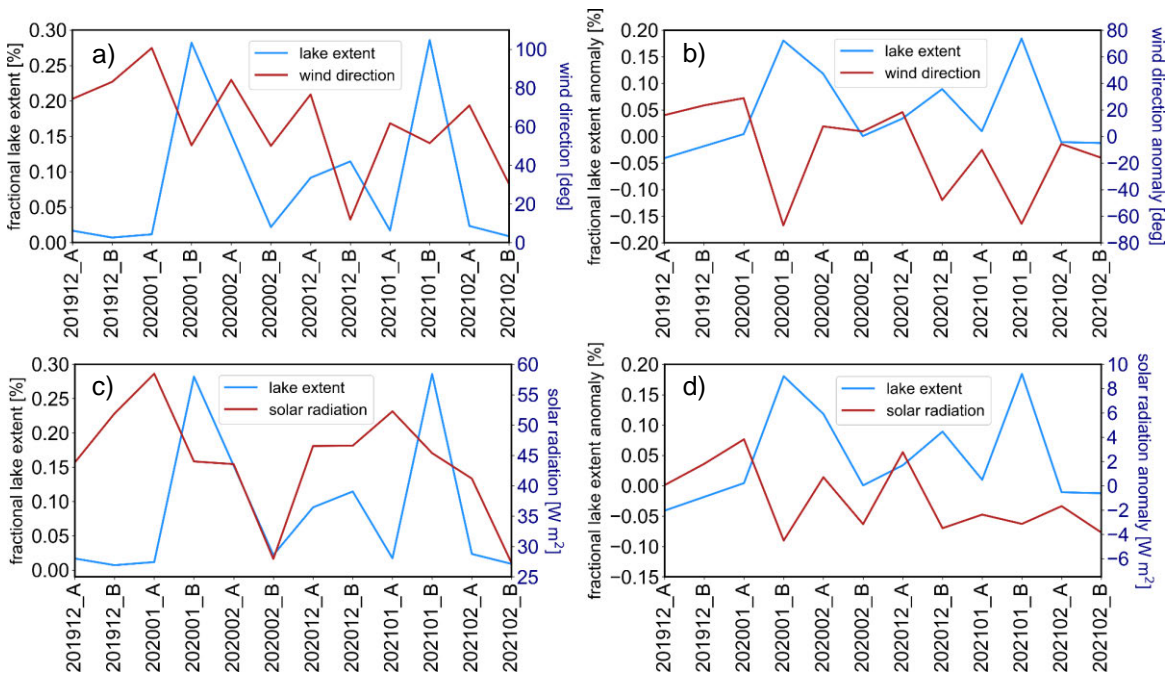 a)
lake extent
wind direction
fractional lake extent [%]
0.30
0.25
0.20
0.15
0.10
0.05
0.00
wind direction
[deg]
100
80
60
40
20
0
201912_A
201912_B
202001_A
202001_B
202002_A
202002_B
202012_A
202012_B
202101_A
202101_B
202102_A
202102_B
b)
lake extent
wind direction
fractional lake extent anomaly [%]
0.20
0.15
0.10
0.05
0.00
−0.05
−0.10
−0.15
−0.20
wind direction
anomaly [deg]
80
60
40
20
0
−20
−40
−60
−80
201912_A
201912_B
202001_A
202001_B
202002_A
202002_B
202012_A
202012_B
202101_A
202101_B
202102_A
202102_B
c)
lake extent
solar radiation
fractional lake extent [%]
0.30
0.25
0.20
0.15
0.10
0.05
0.00
solar
radiation [W m²]
60
55
50
45
40
35
30
25
201912_A
201912_B
202001_A
202001_B
202002_A
202002_B
202012_A
202012_B
202101_A
202101_B
202102_A
202102_B
d)
lake extent
solar radiation
fractional lake extent anomaly [%]
0.20
0.15
0.10
0.05
0.00
−0.05
−0.10
−0.15
solar radiation
anomaly [W m²]
10
8
6
4
2
0
−2
−4
−6
201912_A
201912_B
202001_A
202001_B
202002_A
202002_B
202012_A
202012_B
202101_A
202101_B
202102_A
202102_B